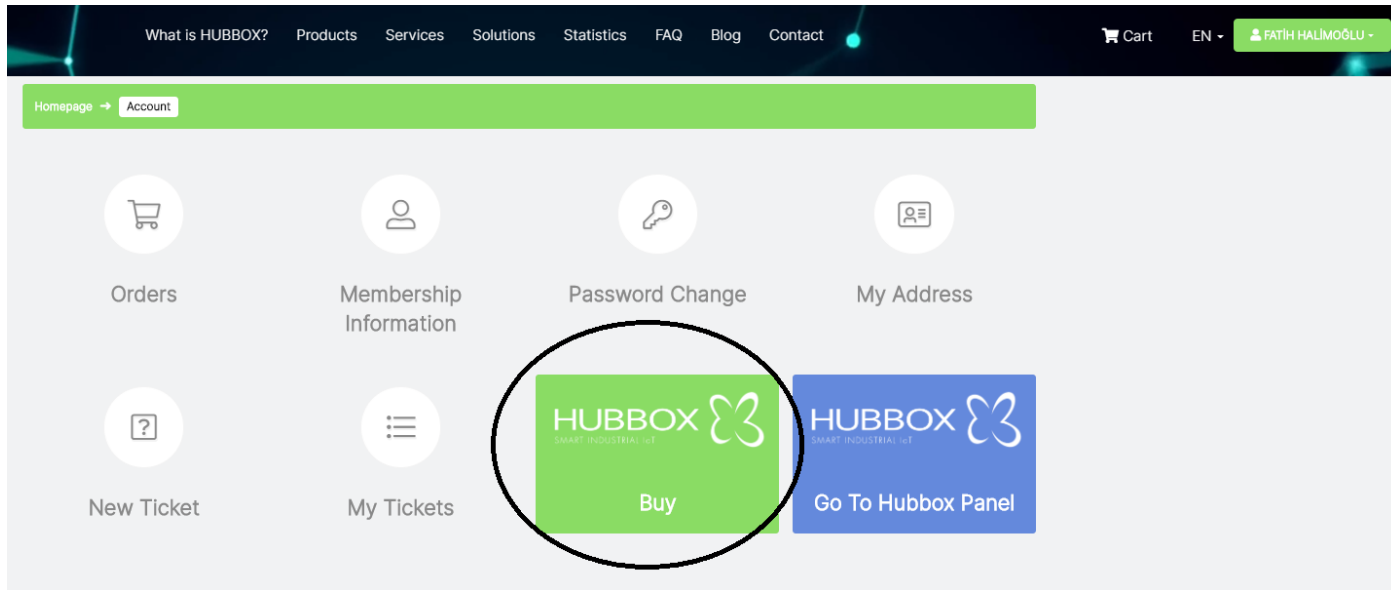 What is HUBBOX? Products Services Solutions Statistics FAQ Blog Contact Cart EN FATİH HALİMOĞLU
Homepage → Account
Orders
Membership
Information
Password Change
My Address
New Ticket
My Tickets
HUBBOX
SMART INDUSTRIAL IoT
Buy
HUBBOX
SMART INDUSTRIAL IoT
Go To Hubbox Panel